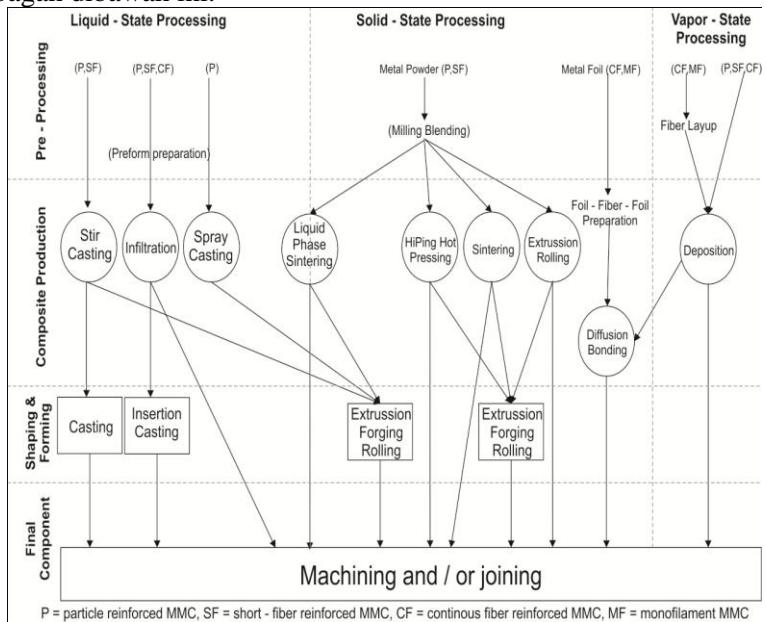 bagan dibawah ini:
Liquid - State Processing
Solid - State Processing
Vapor - State
Processing
Pre - Processing
(P,SF)
(P,SF,CF)
(P)
Metal Powder (P,SF)
Metal Foil (CF,MF)
(CF,MF)
(P,SF,CF)
Fiber Layup
(Milling Blending)
(Preform preparation)
Composite Production
Foil - Fiber - Foil
Preparation
Stir
Casting
Infiltration
Spray
Casting
Liquid
Phase
Sintering
HiPing Hot
Pressing
Sintering
Extrussion
Rolling
Deposition
Diffusion
Bonding
Shaping &
Forming
Casting
Insertion
Casting
Extrussion
Forging
Rolling
Extrussion
Forging
Rolling
Final
Component
Machining and / or joining
P = particle reinforced MMC, SF = short - fiber reinforced MMC, CF = continous fiber reinforced MMC, MF = monofilament MMC